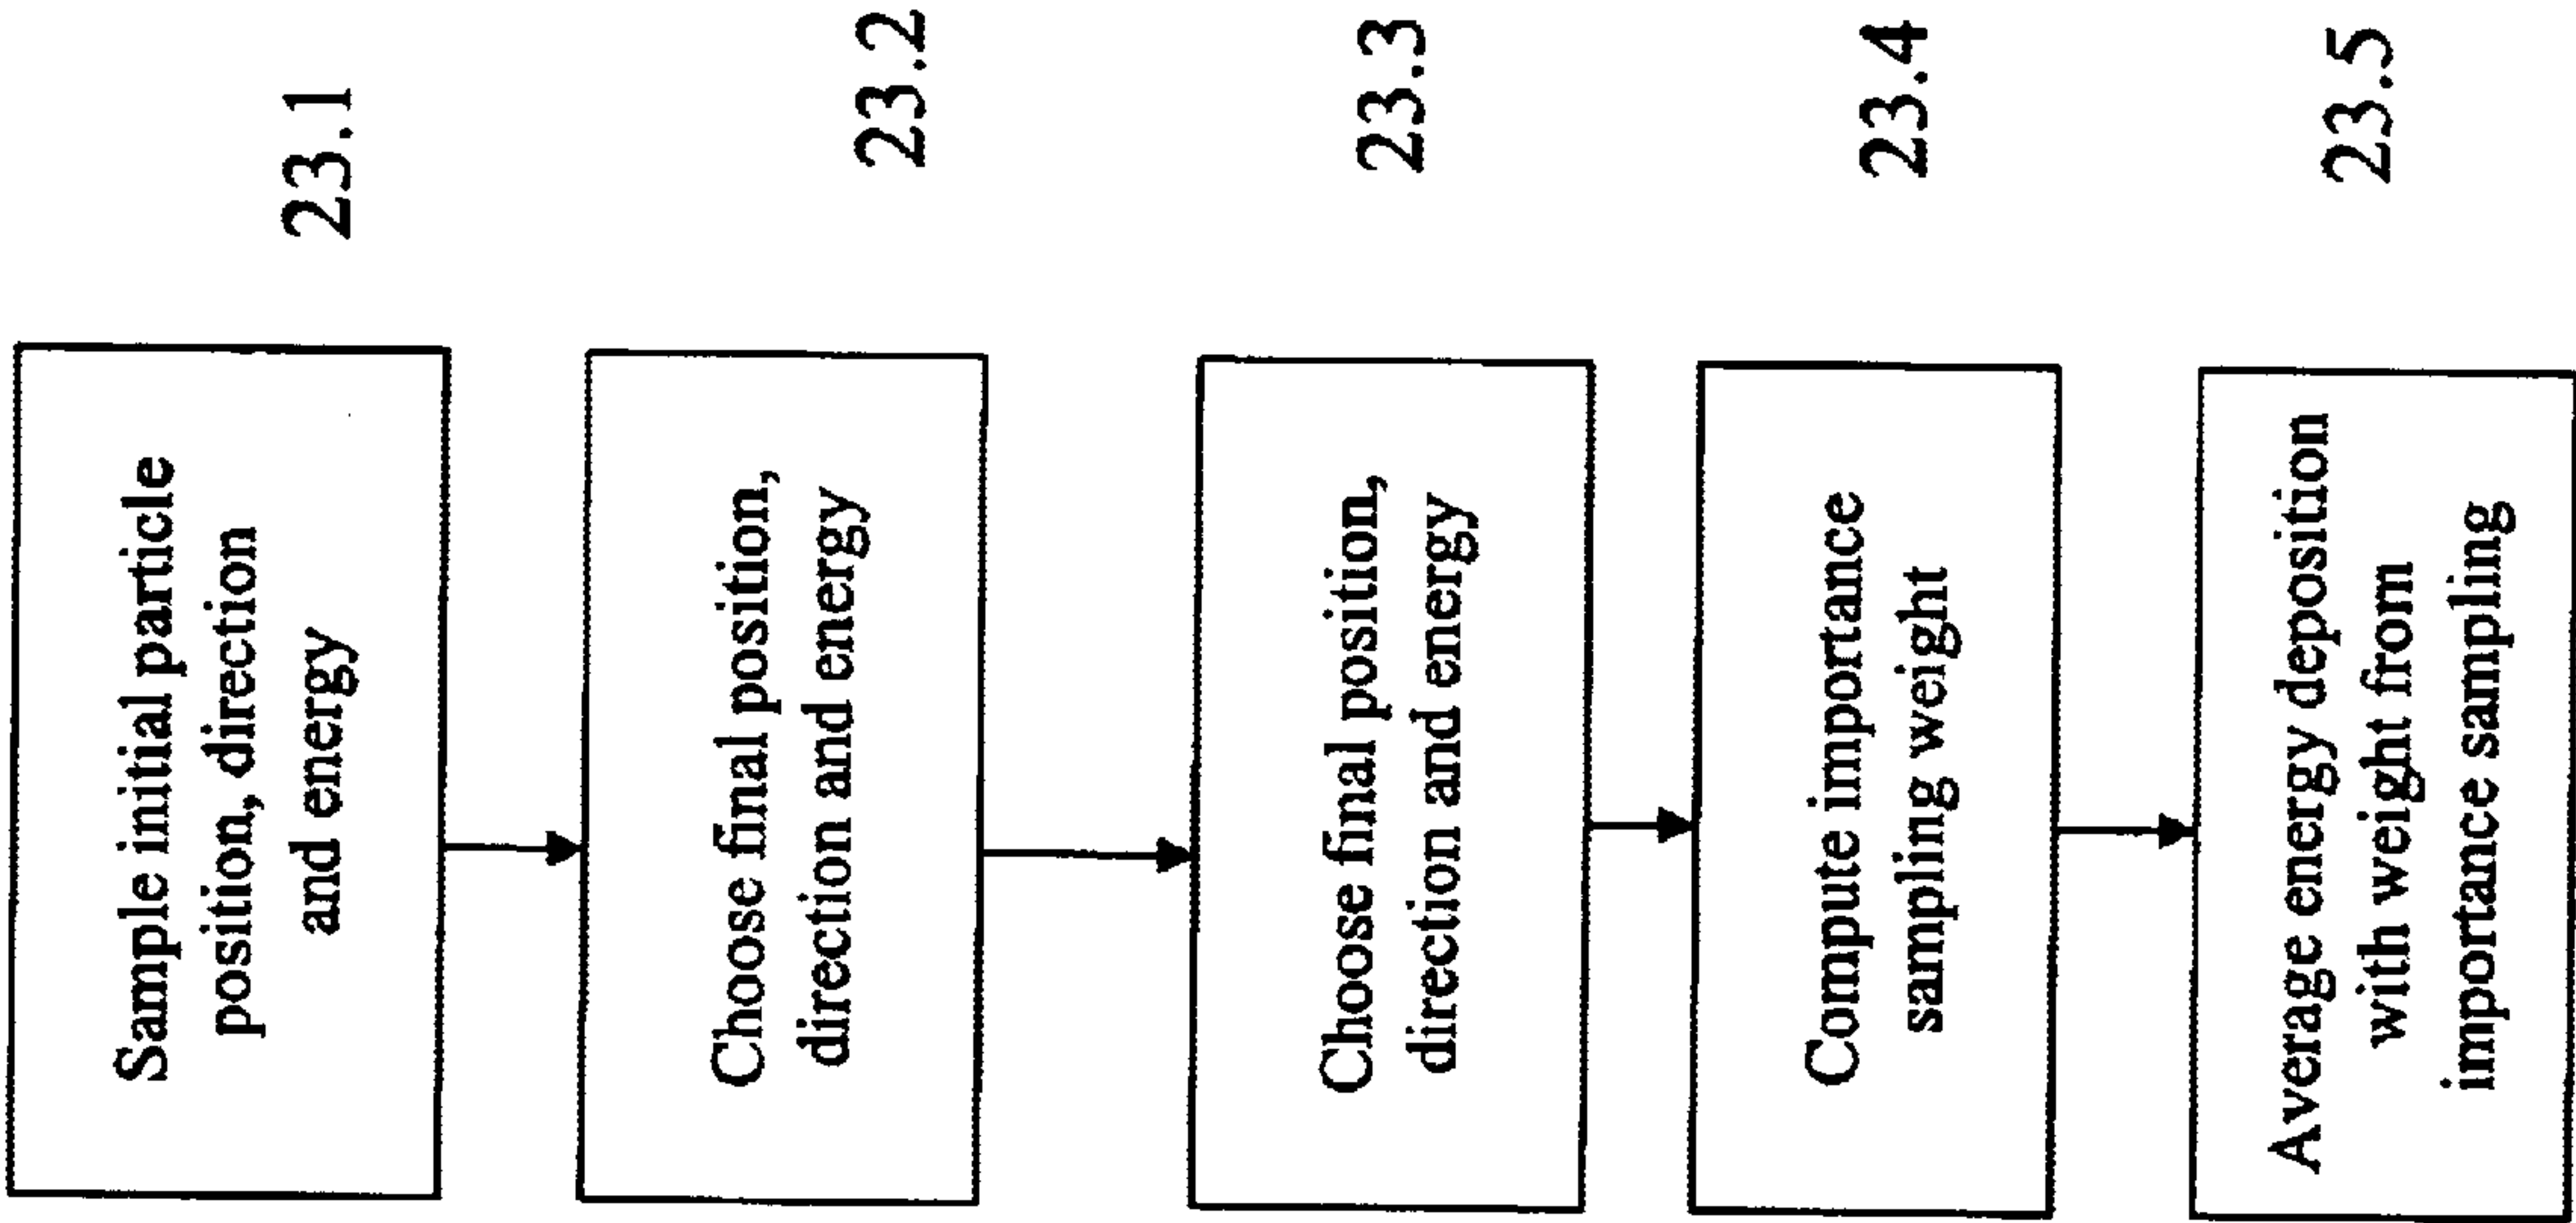 Sample initial particle
position, direction
and energy
23.1
Choose final position,
direction and energy
23.2
Choose final position,
direction and energy
23.3
Compute importance
sampling weight
23.4
Average energy deposition
with weight from
importance sampling
23.5